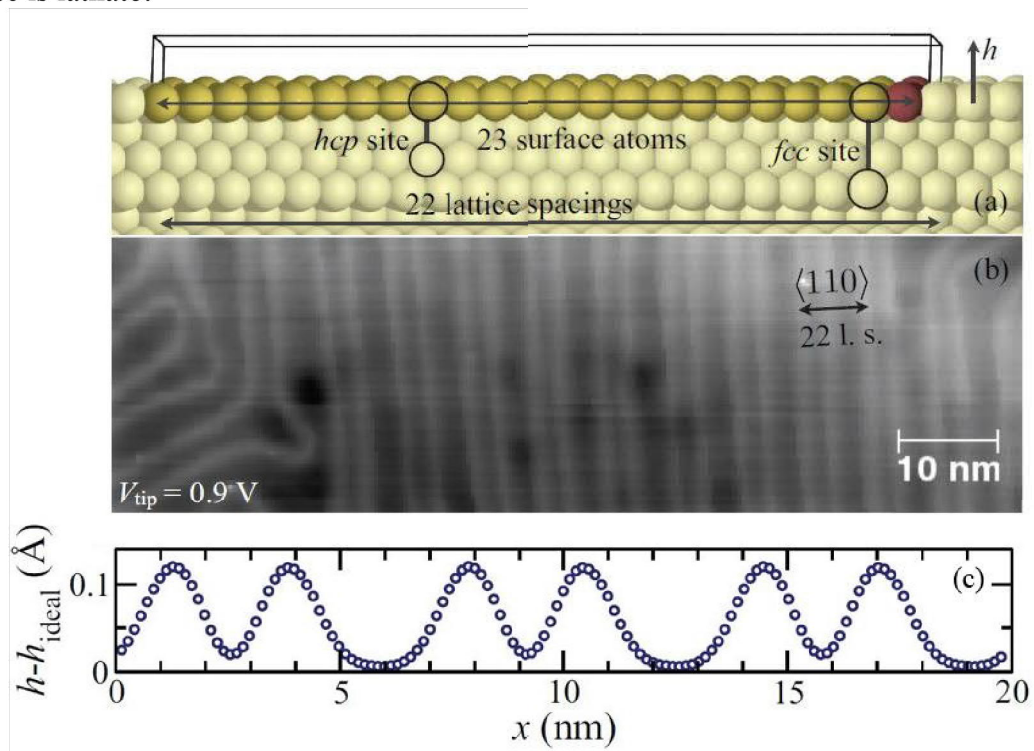 h
hcp site
23 surface atoms
fcc site
22 lattice spacings
(a)
(b)
⟨110⟩
22 l. s.
10 nm
V_tip = 0.9 V
h-h_ideal (Å)
0.1
0
(c)
0 5 10 15 20
x (nm)